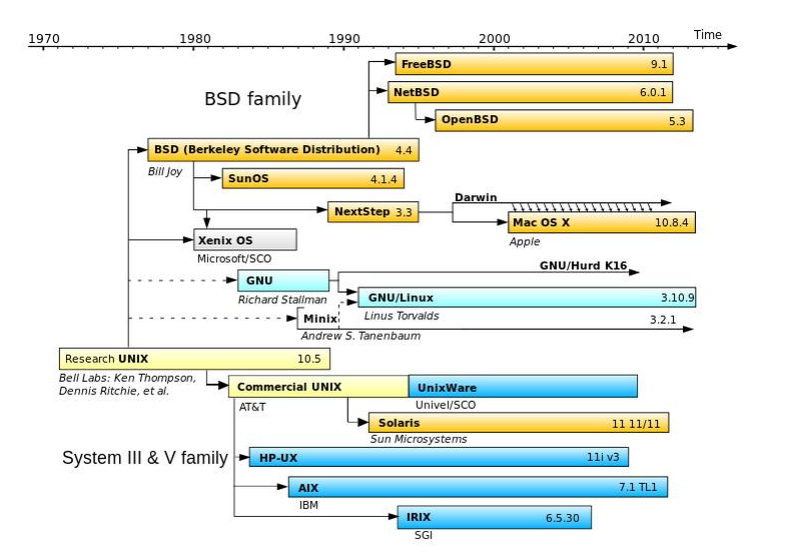 1970 1980 1990 2000 2010 Time
FreeBSD 9.1
BSD family
NetBSD 6.0.1
OpenBSD 5.3
BSD (Berkeley Software Distribution) 4.4
Bill Joy
SunOS 4.1.4
Darwin
NextStep 3.3
Mac OS X 10.8.4
Apple
Xenix OS
Microsoft/SCO
GNU/Hurd K16
GNU
Richard Stallman
GNU/Linux 3.10.9
Linus Torvalds
Minix 3.2.1
Andrew S. Tanenbaum
Research UNIX 10.5
Bell Labs: Ken Thompson,
Dennis Ritchie, et al.
Commercial UNIX UnixWare
AT&T Univel/SCO
Solaris 11 11/11
Sun Microsystems
System III & V family
HP-UX 11i v3
AIX 7.1 TL1
IBM
IRIX 6.5.30
SGI